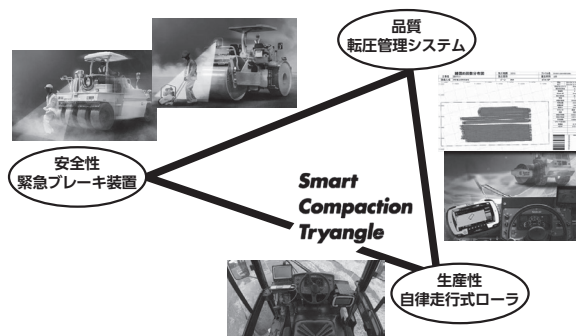 品質
転圧管理システム
安全性
緊急ブレーキ装置
Smart
Compaction
Tryangle
生産性
自律走行式ローラ